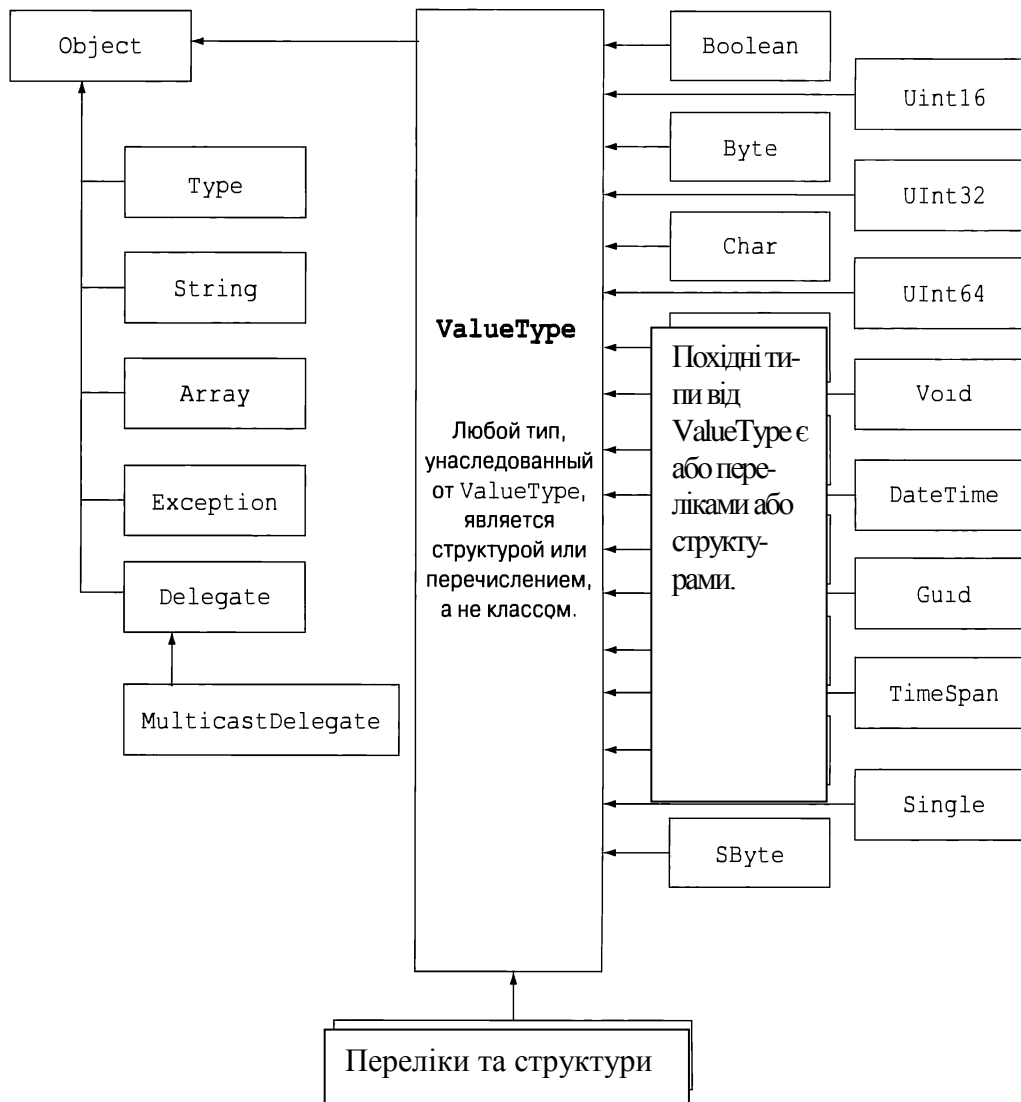 Object
Type
String
Array
Exception
Delegate
MulticastDelegate
ValueType
Любой тип,
унаследованный
от ValueType,
является
структурой или
перечислением,
а не классом.
Boolean
Uint16
Byte
UInt32
Char
UInt64
Похідні ти-
пи від
ValueType є
або пере-
ліками або
структу-
рами.
Void
DateTime
Guid
TimeSpan
Single
SByte
Переліки та структури